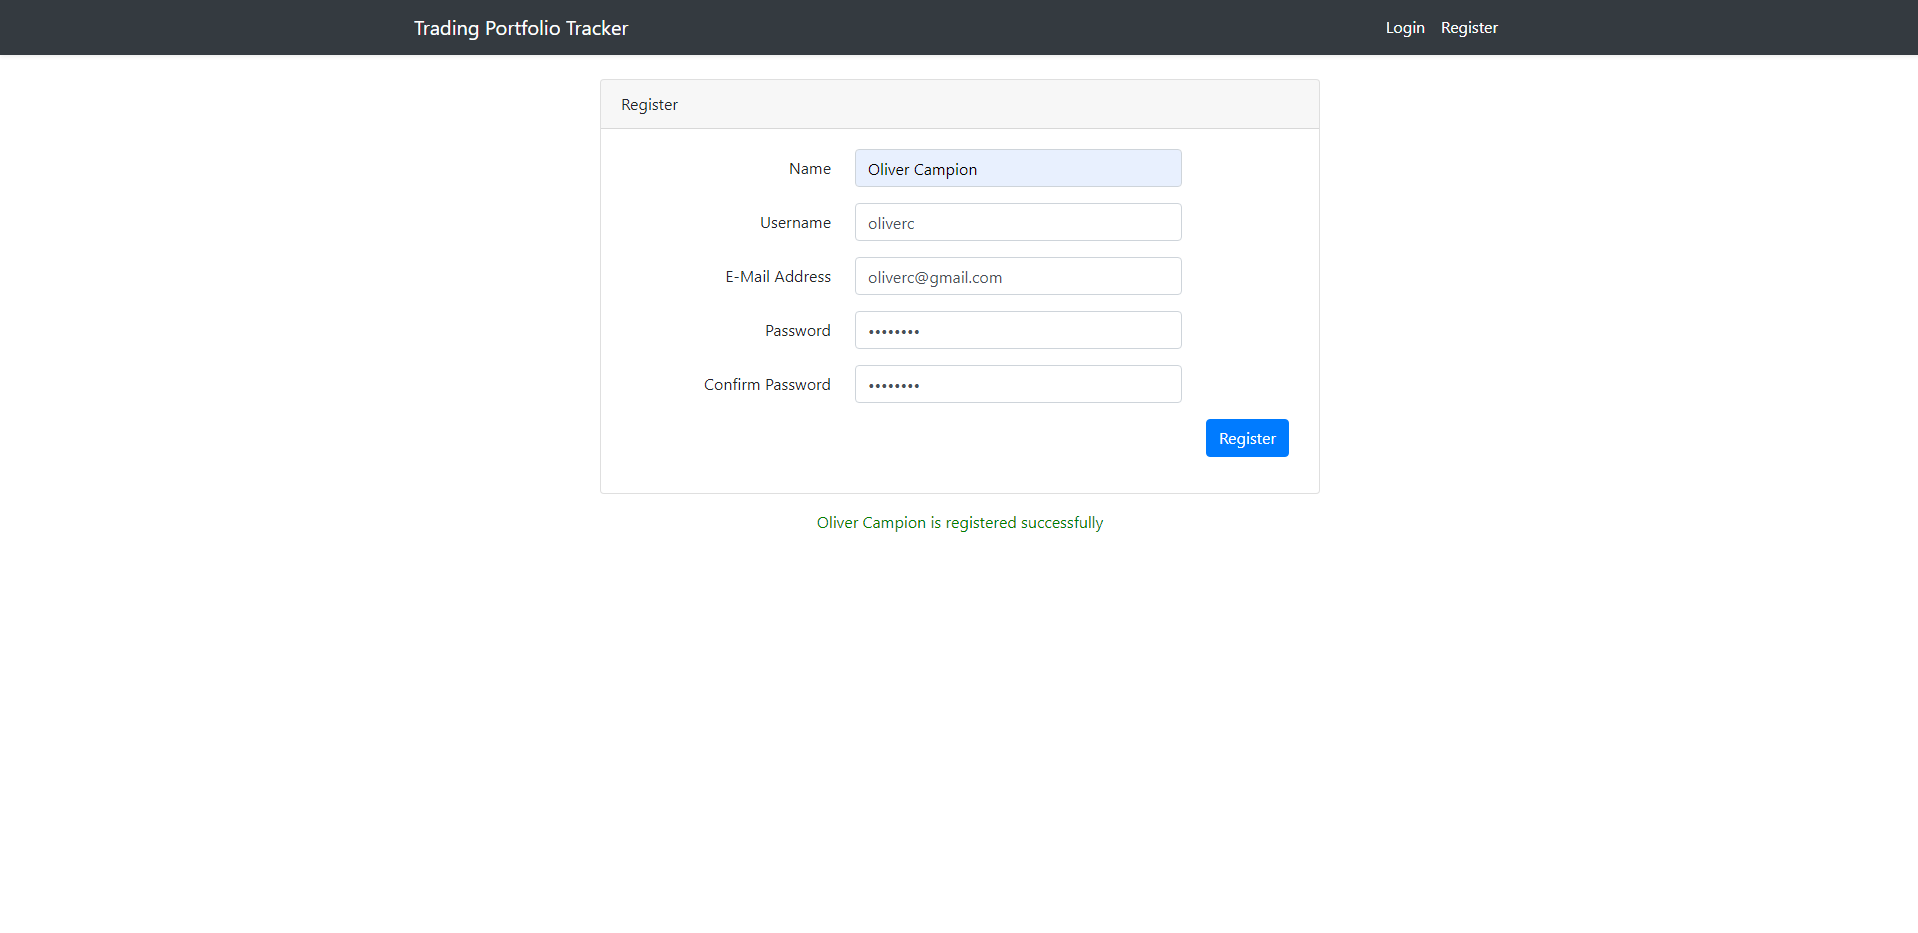 Trading Portfolio Tracker
Login Register
Register
Name Oliver Campion
Username oliverc
E-Mail Address oliverc@gmail.com
Password ••••••••
Confirm Password ••••••••
Register
Oliver Campion is registered successfully